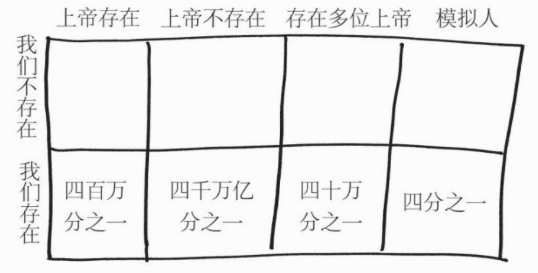 上帝存在 上帝不存在 存在多位上帝 模拟人
我们不存在
我们存在
四百万
分之一
四千万亿
分之一
四十万
分之一
四分之一